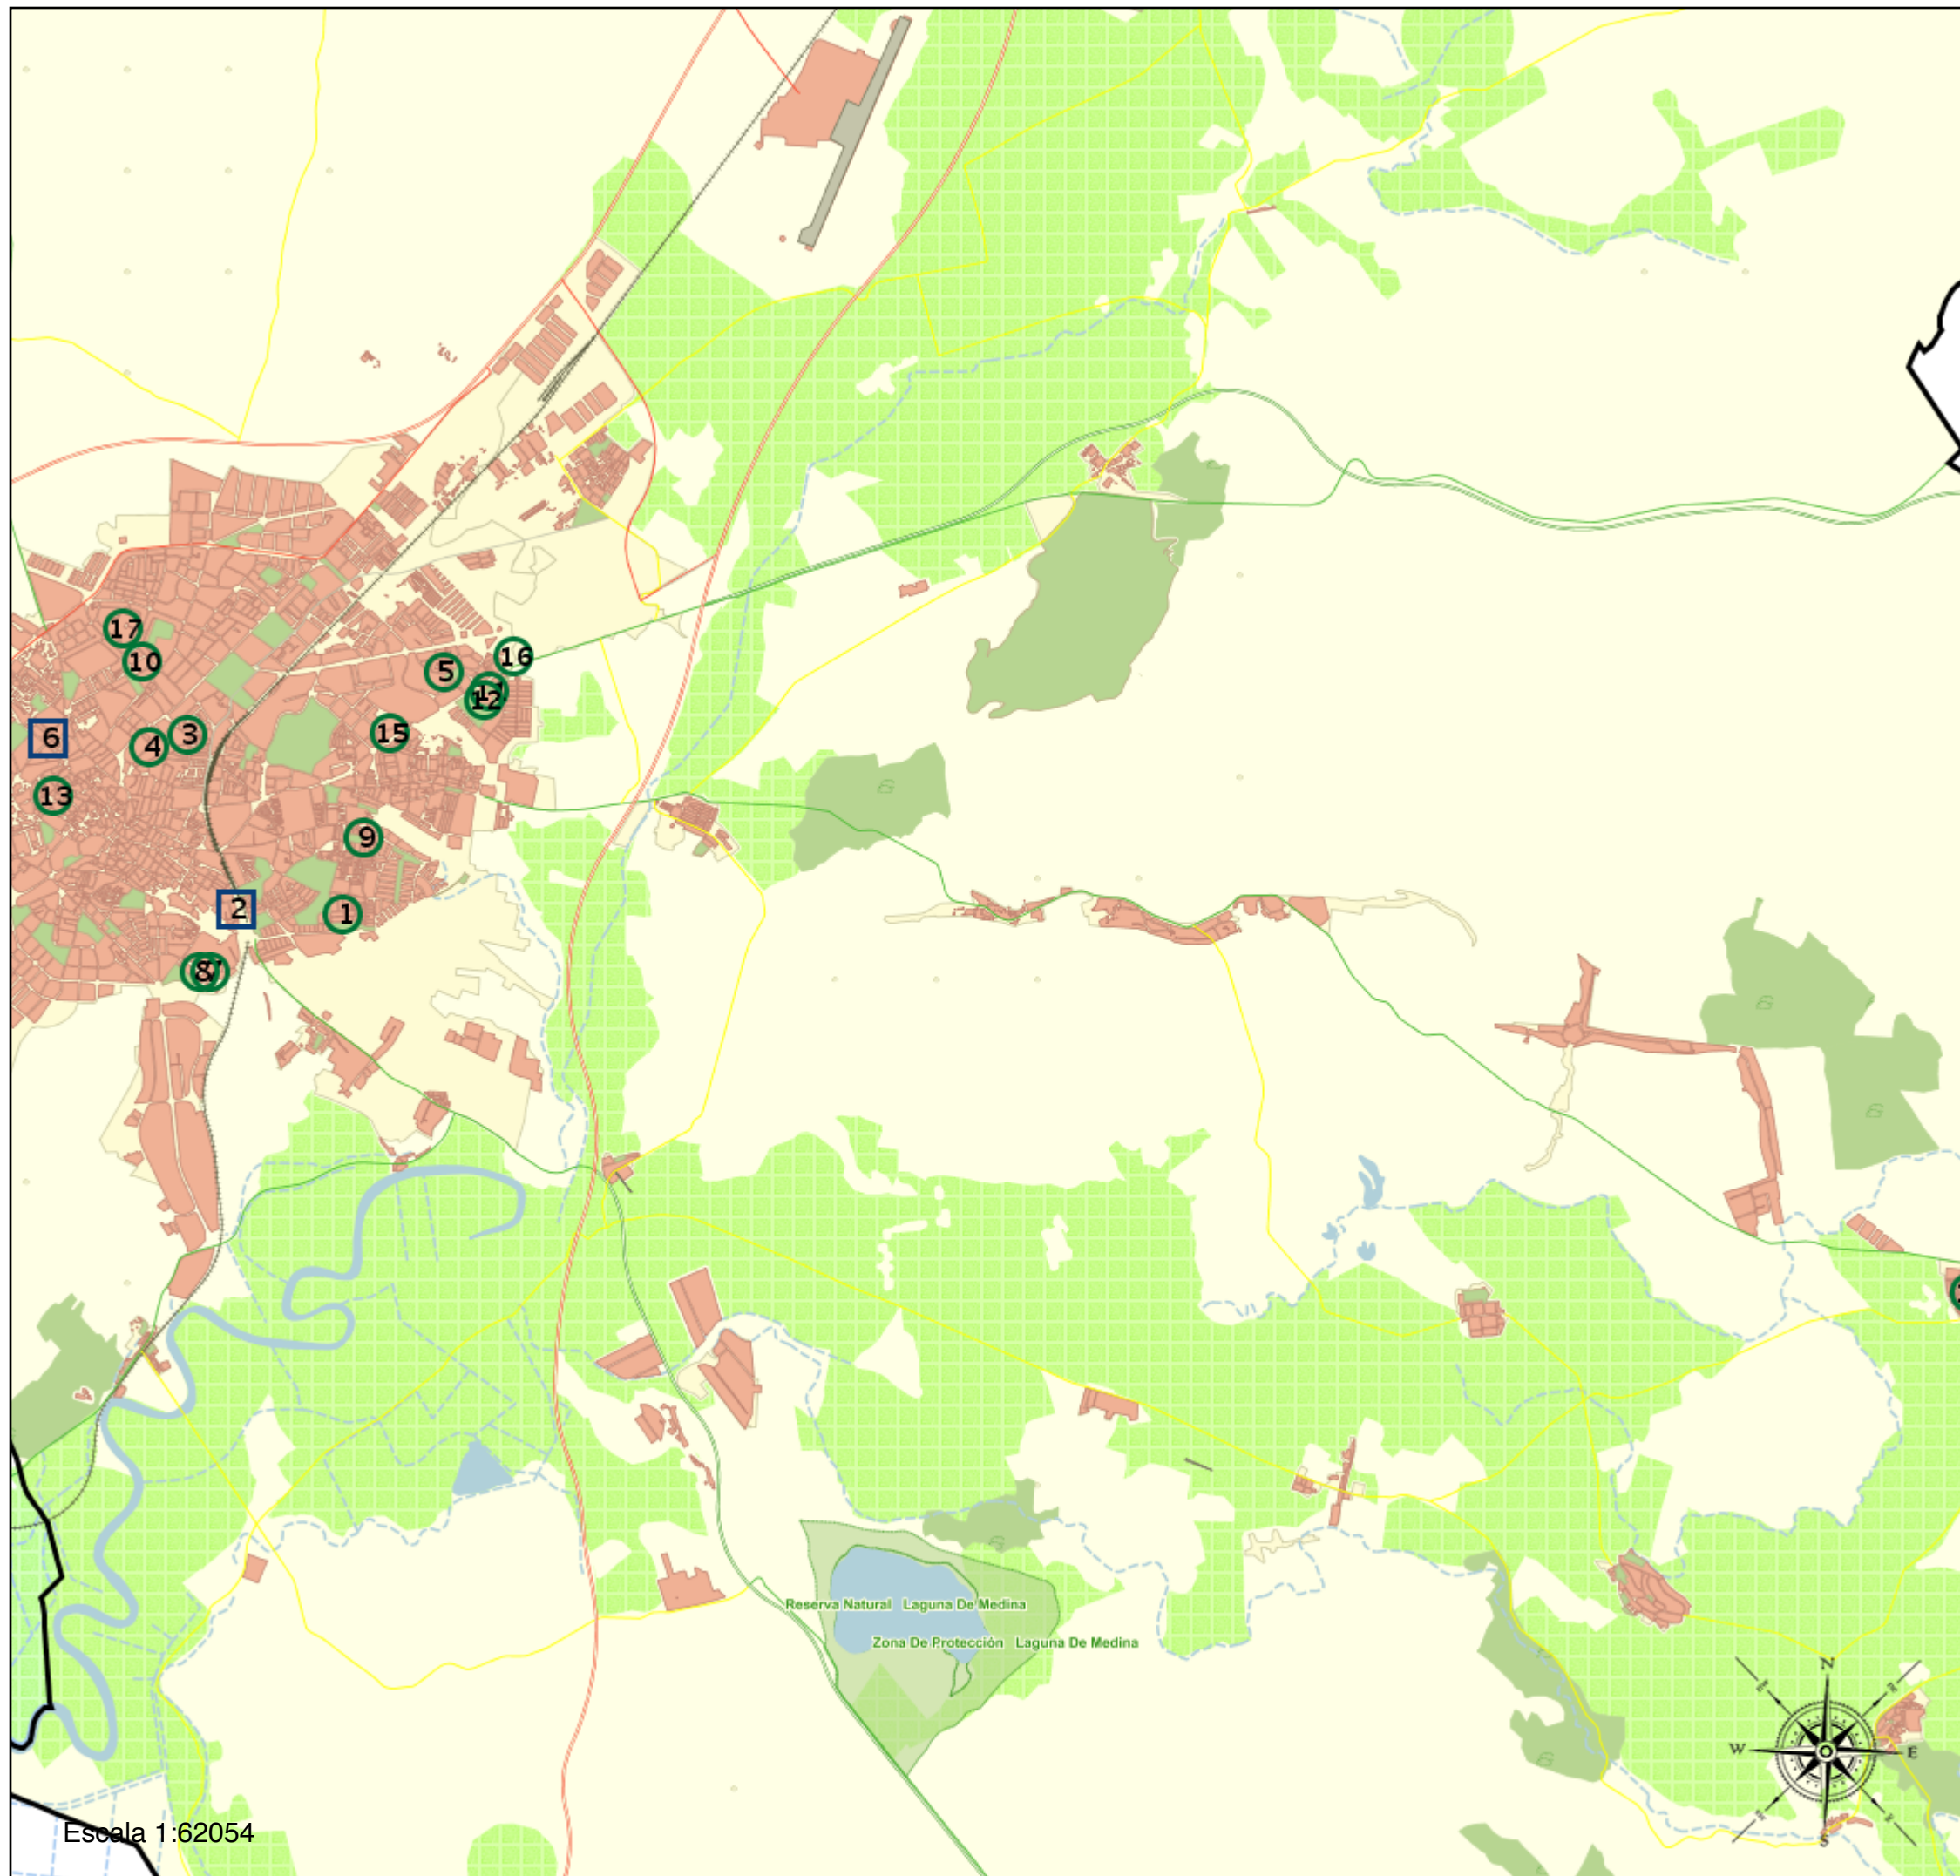 N
W
E
S
17
10
16
5
12
6
4
3
15
13
9
2
1
8
Reserva Natural Laguna De Medina
Zona De Protección Laguna De Medina
Escala 1:62054